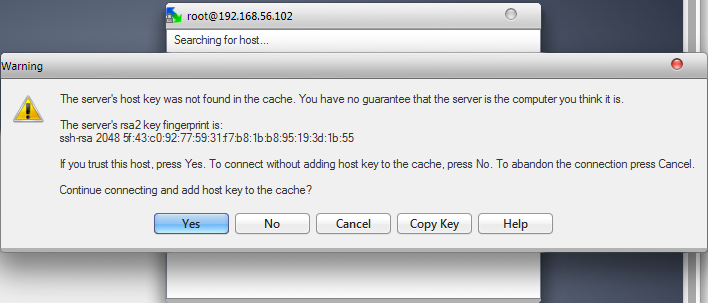 root@192.168.56.102
Searching for host...
Warning
The server's host key was not found in the cache. You have no guarantee that the server is the computer you think it is.
The server's rsa2 key fingerprint is:
ssh-rsa 2048 5f:43:c0:92:77:59:31:f7:b8:1b:b8:95:19:3d:1b:55
If you trust this host, press Yes. To connect without adding host key to the cache, press No. To abandon the connection press Cancel.
Continue connecting and add host key to the cache?
Yes No Cancel Copy Key Help